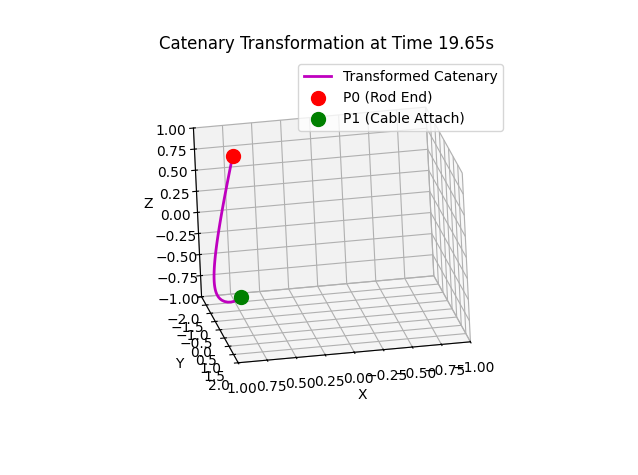 Catenary Transformation at Time 19.65s
Transformed Catenary
P0 (Rod End)
P1 (Cable Attach)
1.00
0.75
0.50
0.25
0.00
−0.25
−0.50
−0.75
−1.00
Z
−2.0
−1.5
−1.0
−0.5
0.0
0.5
1.0
1.5
2.0
Y
1.00 0.75 0.50 0.25 0.00 −0.25 −0.50 −0.75 −1.00
X